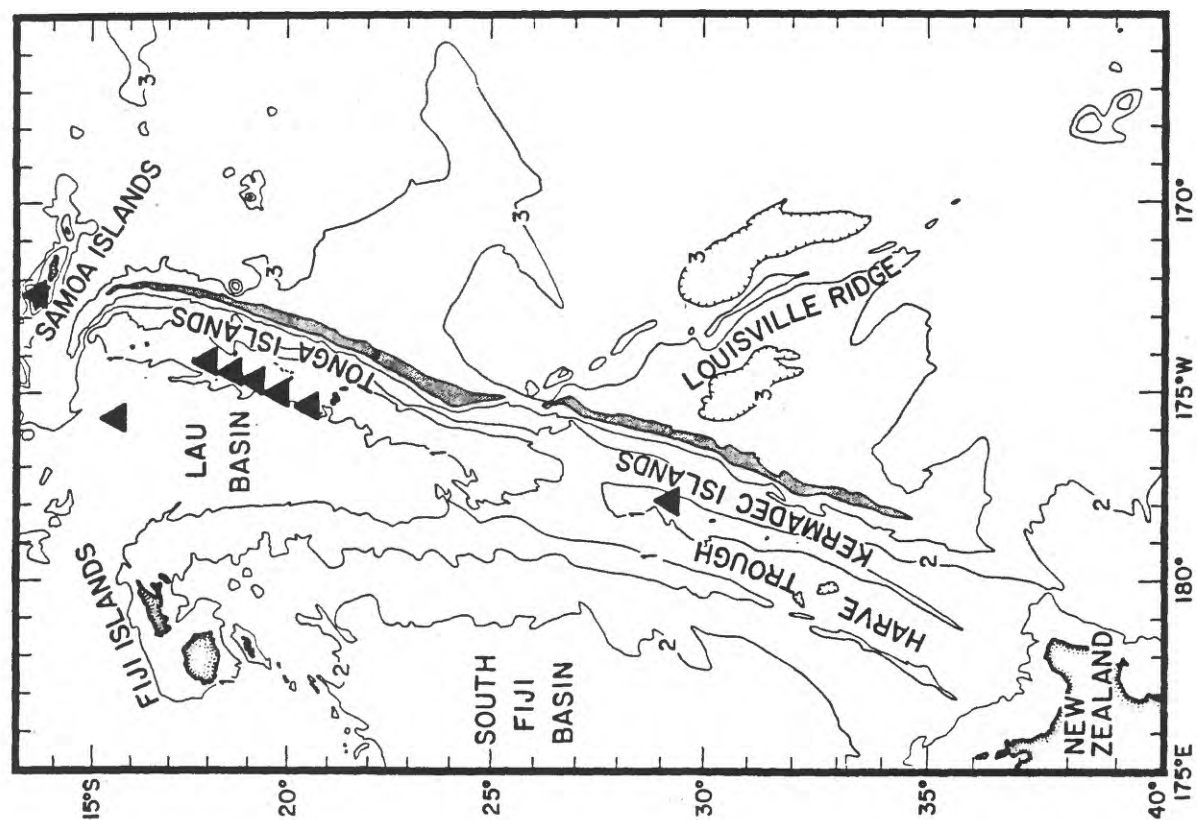 3
SAMOA ISLANDS
3
3
3
3
170°
TONGA ISLANDS
LOUISVILLE RIDGE
3
175°W
LAU
BASIN
KERMADEC ISLANDS
2
2
180°
FIJI ISLANDS
HARVE TROUGH
2
2
SOUTH
FIJI
BASIN
NEW
ZEALAND
175°E
15°S
20°
25°
30°
35°
40°